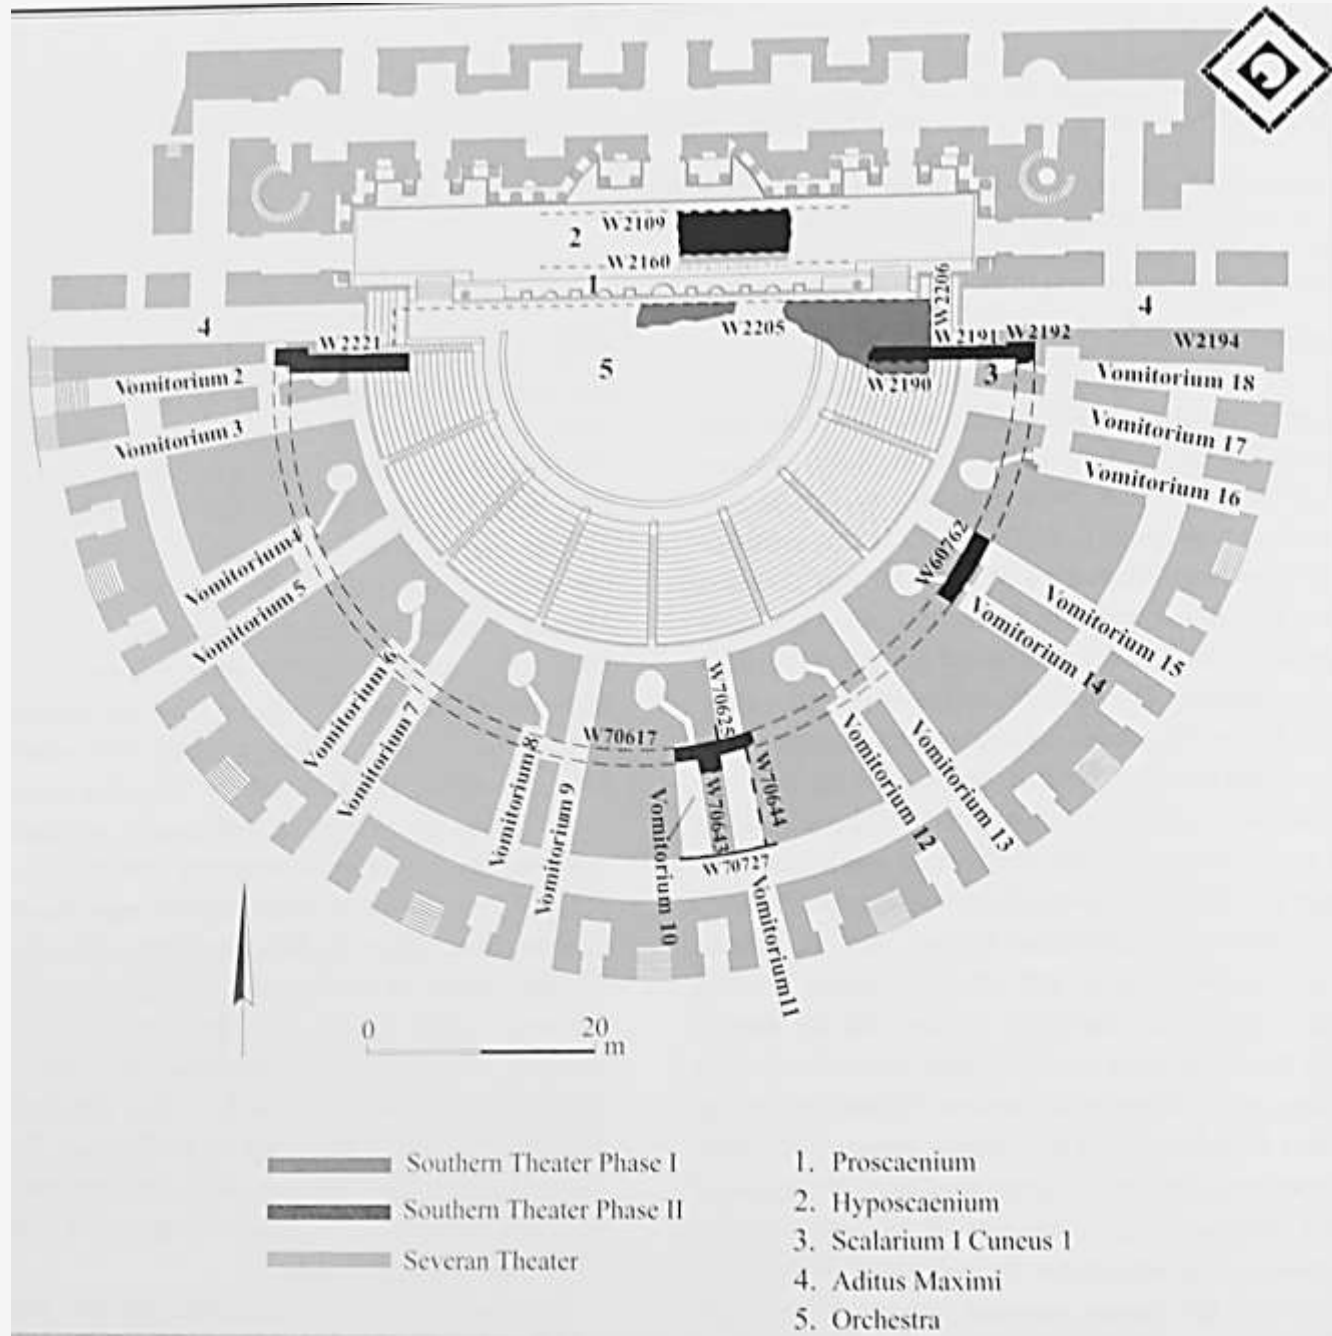 W2109
2
W2160
1
W2206
4
4
W2205
W2221
W2191
W2192
W2194
5
W2190
3
Vomitorium 2
Vomitorium 18
Vomitorium 3
Vomitorium 17
Vomitorium 16
Vomitorium 4
W60762
Vomitorium 5
Vomitorium 15
Vomitorium 14
Vomitorium 6
W70625
Vomitorium 7
W70617
Vomitorium 8
Vomitorium 9
Vomitorium 10
W70643
W70644
Vomitorium 12
Vomitorium 13
W70727
Vomitorium11
0 20
m
Southern Theater Phase I
Southern Theater Phase II
Severan Theater
1. Proscaenium
2. Hyposcaenium
3. Scalarium I Cuneus 1
4. Aditus Maximi
5. Orchestra